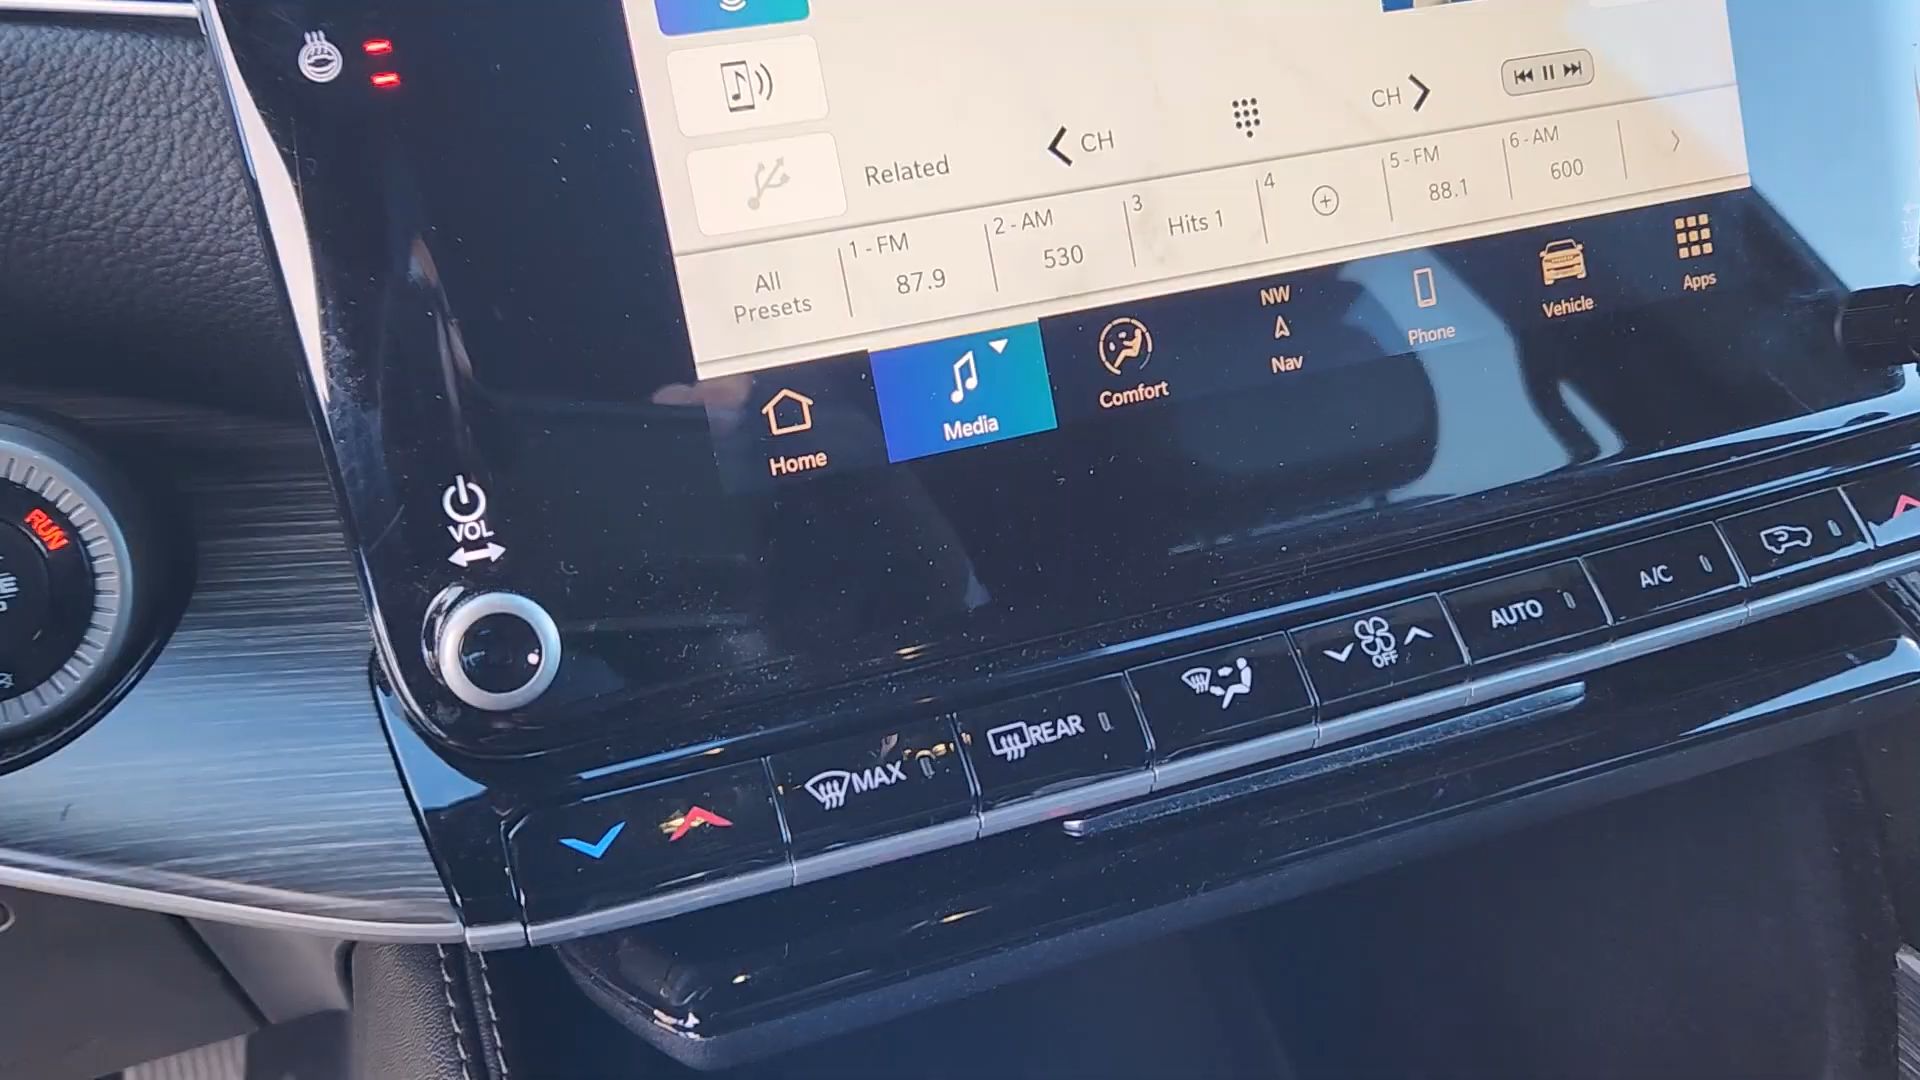 CH
CH
Related
All
Presets
1 - FM
87.9
2 - AM
530
3
Hits 1
4
5 - FM
88.1
6 - AM
600
Home
Media
Comfort
NW
Nav
Phone
Vehicle
Apps
VOL
RUN
MAX
REAR
OFF
AUTO
A/C